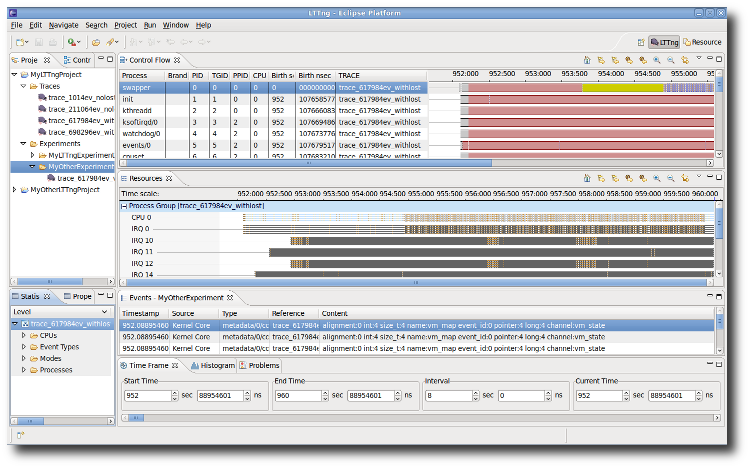 LTTng - Eclipse Platform
File Edit Navigate Search Project Run Window Help
LTTng Resource
Proje Contr
MyLTTngProject
Traces
trace_1014ev_nolost
trace_211064ev_nol
trace_617984ev_wit
trace_698296ev_wit
Experiments
MyLTTngExperiment
MyOtherExperiment
trace_617984ev
MyOtherLTTngProject
Control Flow
952:000 952:500 953:000 953:500 954:000 954:500 955:000
Process Brand PID TGID PPID CPU Birth se Birth nsec TRACE
swapper 0 0 0 0 0 000000000 trace_617984ev_withlost
init 1 1 0 0 952 107658577 trace_617984ev_withlost
kthreadd 2 2 0 0 952 107666083 trace_617984ev_withlost
ksoftirqd/0 3 3 2 0 952 107669486 trace_617984ev_withlost
watchdog/0 4 4 2 0 952 107673776 trace_617984ev_withlost
events/0 5 5 2 0 952 107679517 trace_617984ev_withlost
cpuset 6 6 2 0 952 107683210 trace_617984ev_withlost
Resources
Time scale: 952:000 952:500 953:000 953:500 954:000 954:500 955:000 955:500 956:000 956:500 957:000 957:500 958:000 958:500 959:000 959:500 960:000
Process Group [trace_617984ev_withlost]
CPU 0
IRQ 0
IRQ 10
IRQ 11
IRQ 12
IRQ 14
Statis Prope
Level
trace_617984ev_withlost
CPUs
Event Types
Modes
Processes
Events - MyOtherExperiment
Timestamp Source Type Reference Content
952.08895460 Kernel Core metadata/0/co trace_617984e alignment:0 int:4 size_t:4 name:vm_map event_id:0 pointer:4 long:4 channel:vm_state
952.08895460 Kernel Core metadata/0/cc trace_617984e alignment:0 int:4 size_t:4 name:vm_map event_id:0 pointer:4 long:4 channel:vm_state
952.08895460 Kernel Core metadata/0/cc trace_617984e alignment:0 int:4 size_t:4 name:vm_map event_id:0 pointer:4 long:4 channel:vm_state
Time Frame Histogram Problems
Start Time End Time Interval Current Time
952 sec 88954601 ns 960 sec 88954601 ns 8 sec 0 ns 952 sec 88954601 ns